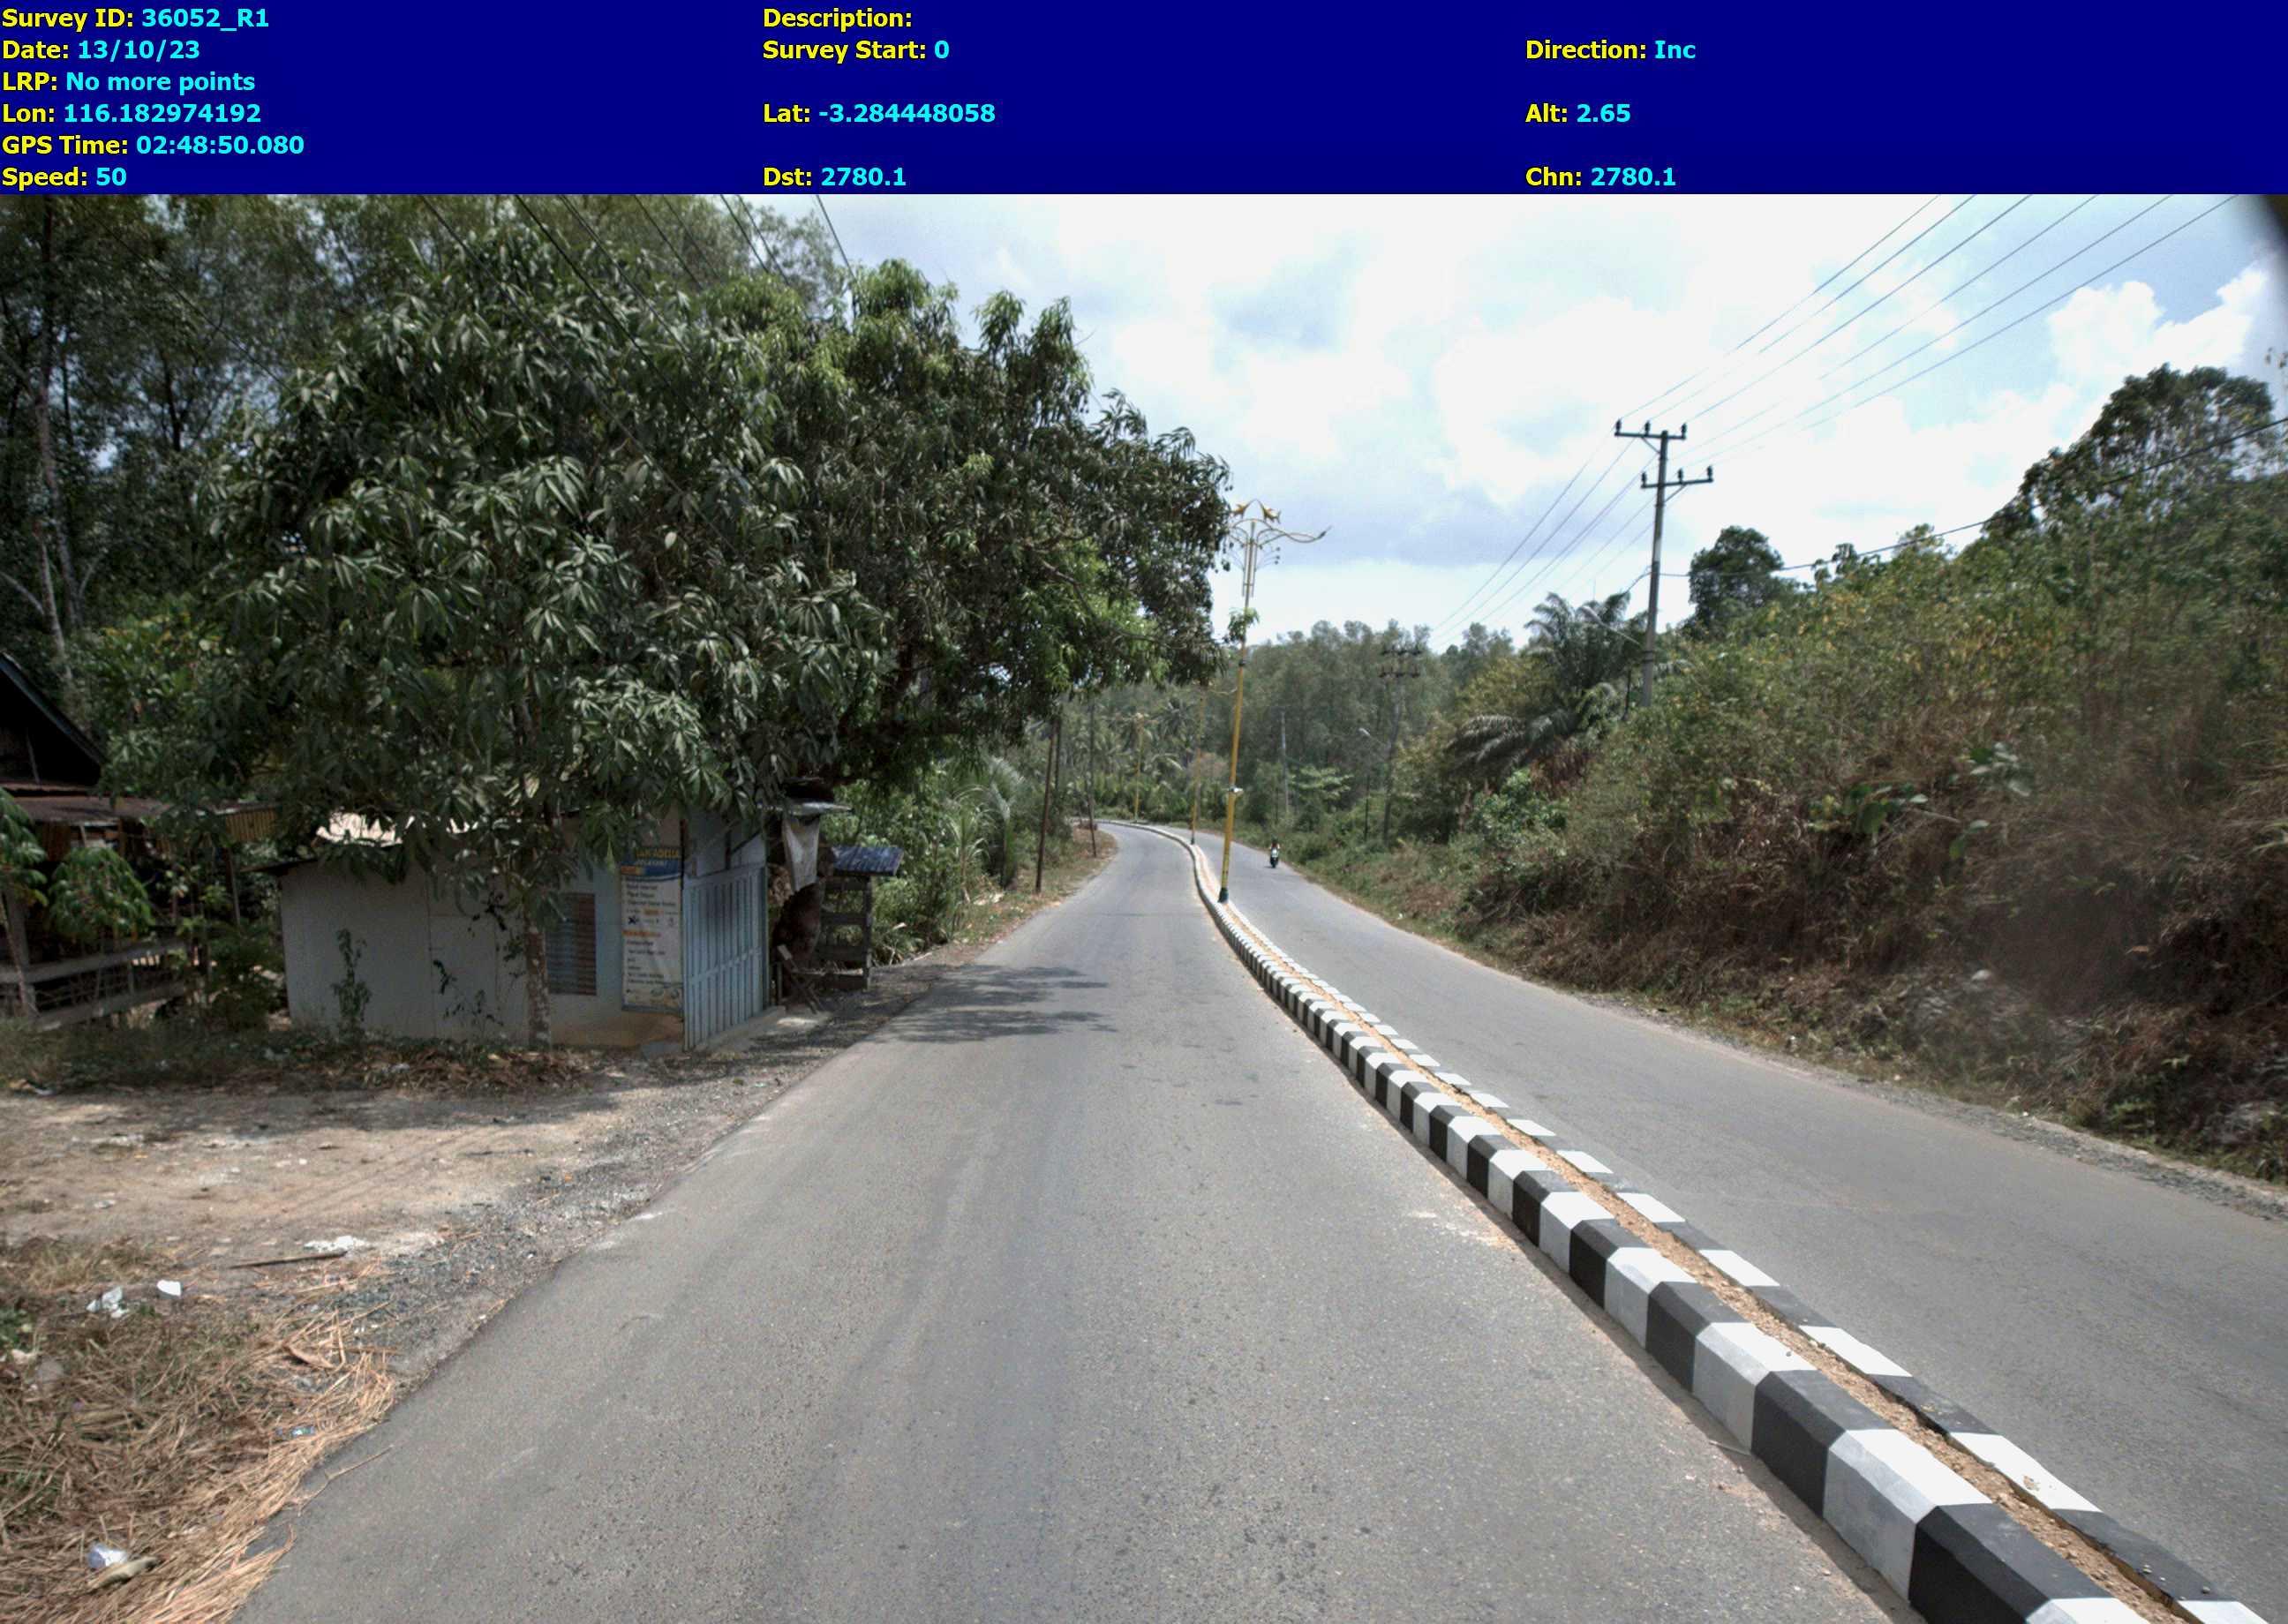 Survey ID: 36052_R1
Description:
Date: 13/10/23
Survey Start: 0
Direction: Inc
LRP: No more points
Lon: 116.182974192
Lat: -3.284448058
Alt: 2.65
GPS Time: 02:48:50.080
Speed: 50
Dst: 2780.1
Chn: 2780.1